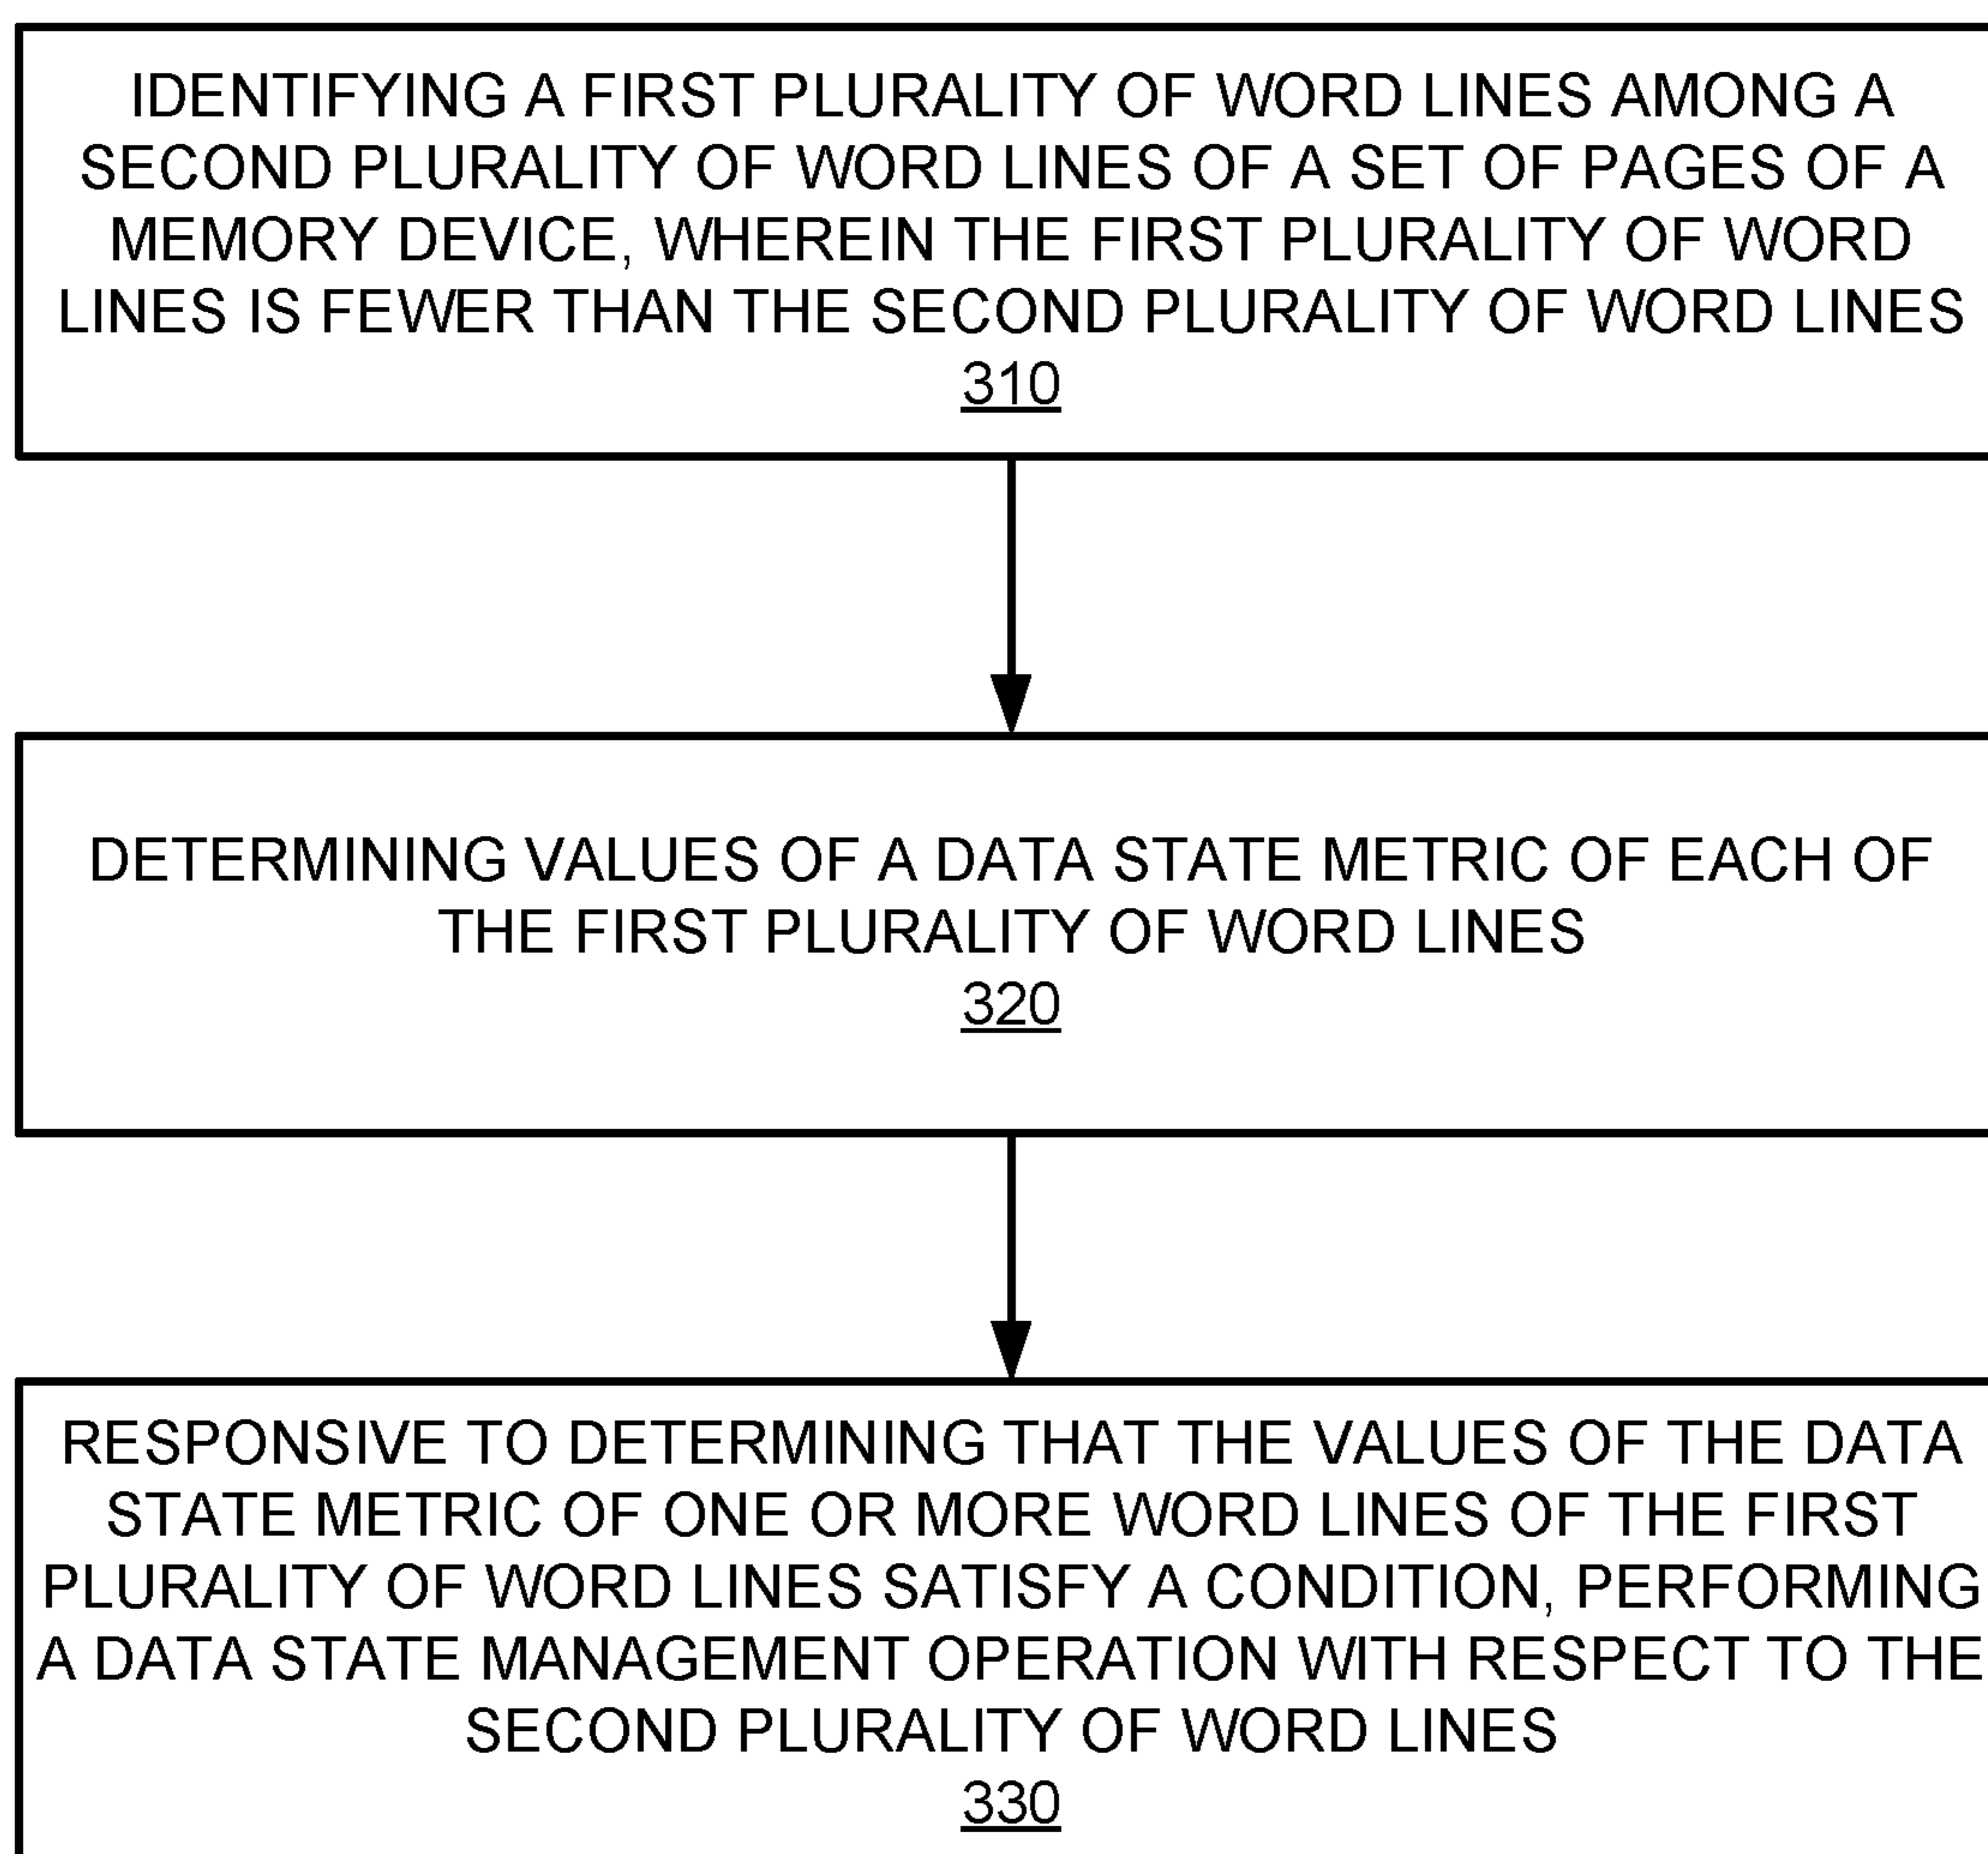 IDENTIFYING A FIRST PLURALITY OF WORD LINES AMONG A
SECOND PLURALITY OF WORD LINES OF A SET OF PAGES OF A
MEMORY DEVICE, WHEREIN THE FIRST PLURALITY OF WORD
LINES IS FEWER THAN THE SECOND PLURALITY OF WORD LINES
310
DETERMINING VALUES OF A DATA STATE METRIC OF EACH OF
THE FIRST PLURALITY OF WORD LINES
320
RESPONSIVE TO DETERMINING THAT THE VALUES OF THE DATA
STATE METRIC OF ONE OR MORE WORD LINES OF THE FIRST
PLURALITY OF WORD LINES SATISFY A CONDITION, PERFORMING
A DATA STATE MANAGEMENT OPERATION WITH RESPECT TO THE
SECOND PLURALITY OF WORD LINES
330